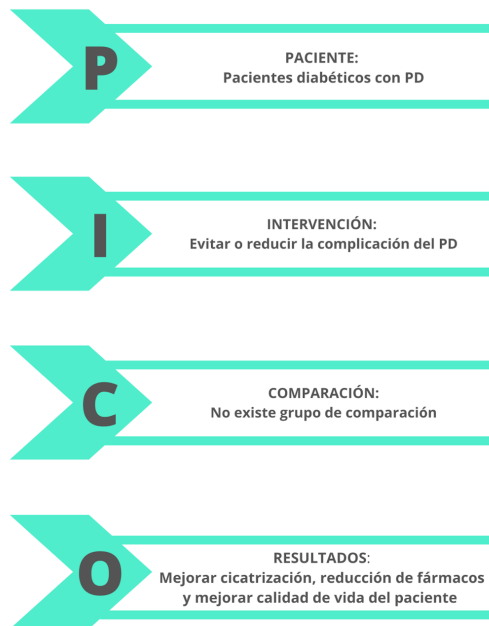 P
PACIENTE:
Pacientes diabéticos con PD
I
INTERVENCIÓN:
Evitar o reducir la complicación del PD
C
COMPARACIÓN:
No existe grupo de comparación
O
RESULTADOS:
Mejorar cicatrización, reducción de fármacos
y mejorar calidad de vida del paciente